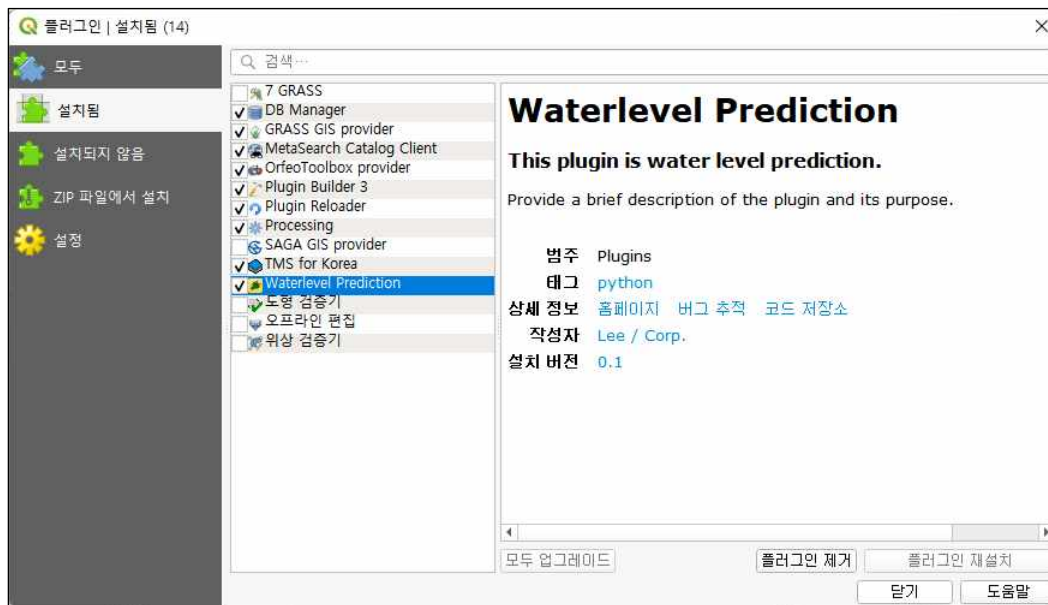 플러그인 | 설치됨 (14)
모두
설치됨
설치되지 않음
ZIP 파일에서 설치
설정
검색…
7 GRASS
DB Manager
GRASS GIS provider
MetaSearch Catalog Client
OrfeoToolbox provider
Plugin Builder 3
Plugin Reloader
Processing
SAGA GIS provider
TMS for Korea
Waterlevel Prediction
도형 검증기
오프라인 편집
위상 검증기
Waterlevel Prediction
This plugin is water level prediction.
Provide a brief description of the plugin and its purpose.
범주 Plugins
태그 python
상세 정보 홈페이지 버그 추적 코드 저장소
작성자 Lee / Corp.
설치 버전 0.1
모두 업그레이드 플러그인 제거 플러그인 재설치
닫기 도움말